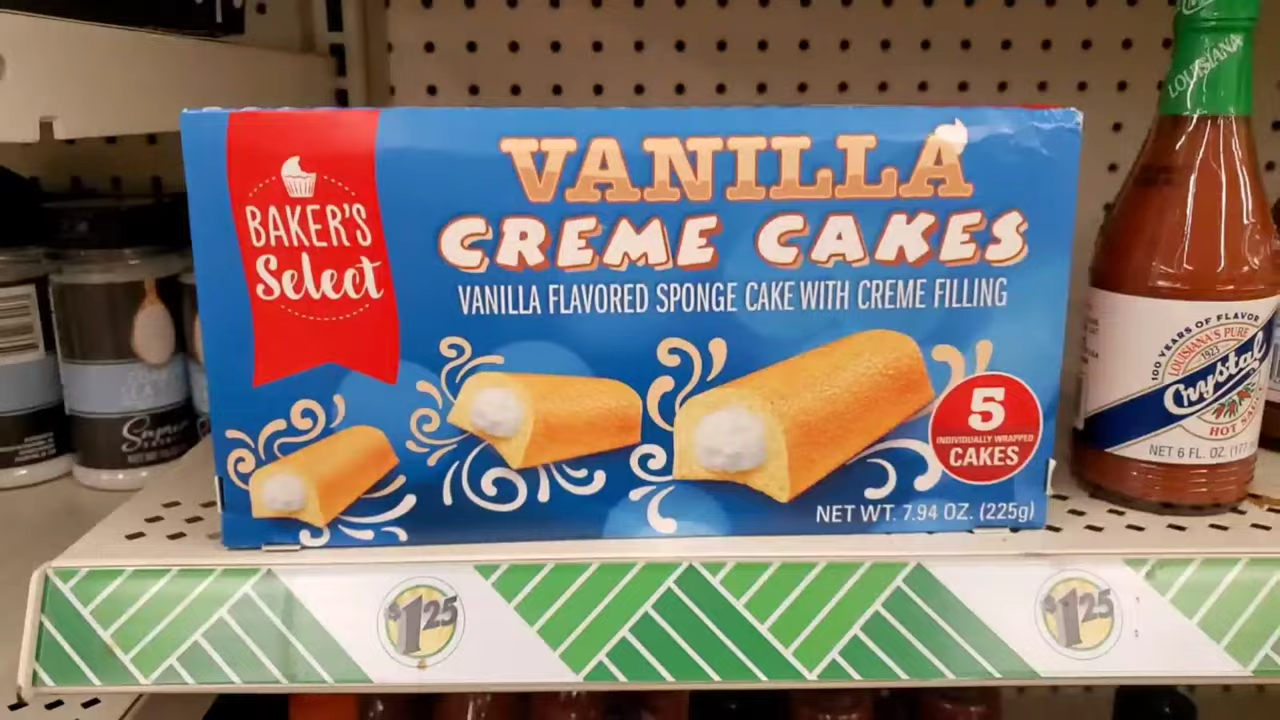 BAKER'S
Select
VANILLA
CREME CAKES
VANILLA FLAVORED SPONGE CAKE WITH CREME FILLING
5
INDIVIDUALLY WRAPPED
CAKES
NET WT. 7.94 OZ. (225g)
LOUISIANA
100 YEARS OF FLAVOR
LOUISIANA'S PURE
1923
Crystal
HOT
NET 6 FL. OZ.
$1.25
$1.25